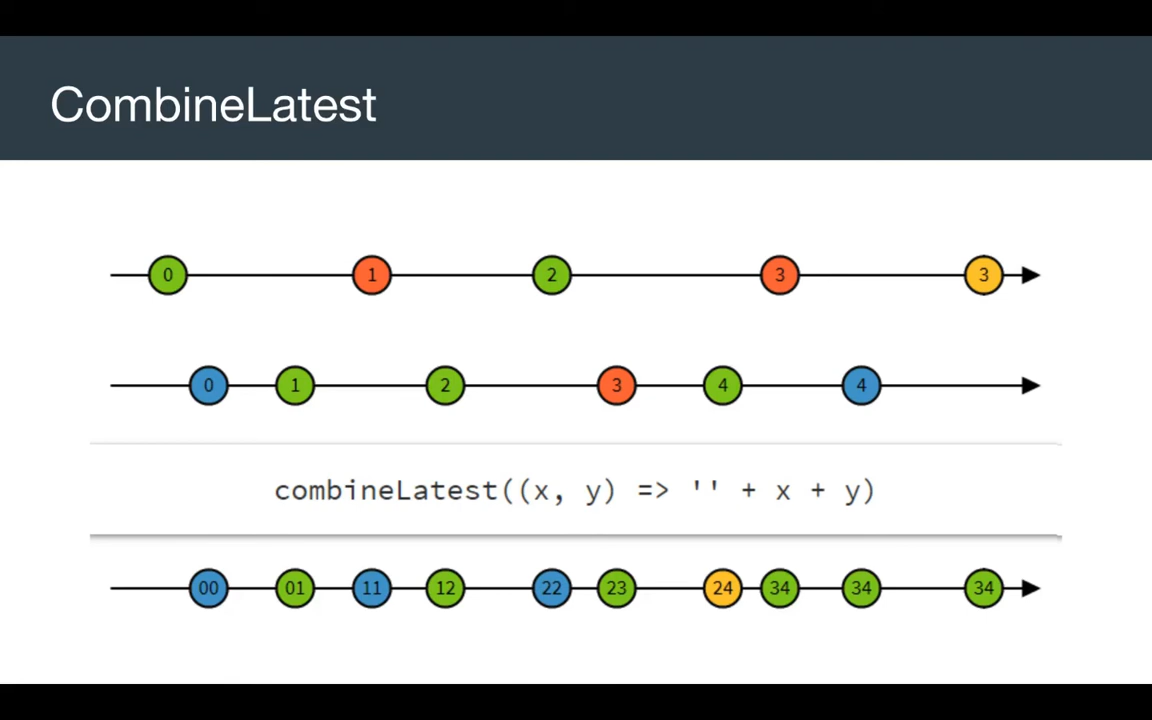 CombineLatest
0 1 2 3 3
0 1 2 3 4 4
combineLatest((x, y) => '' + x + y)
00 01 11 12 22 23 24 34 34 34